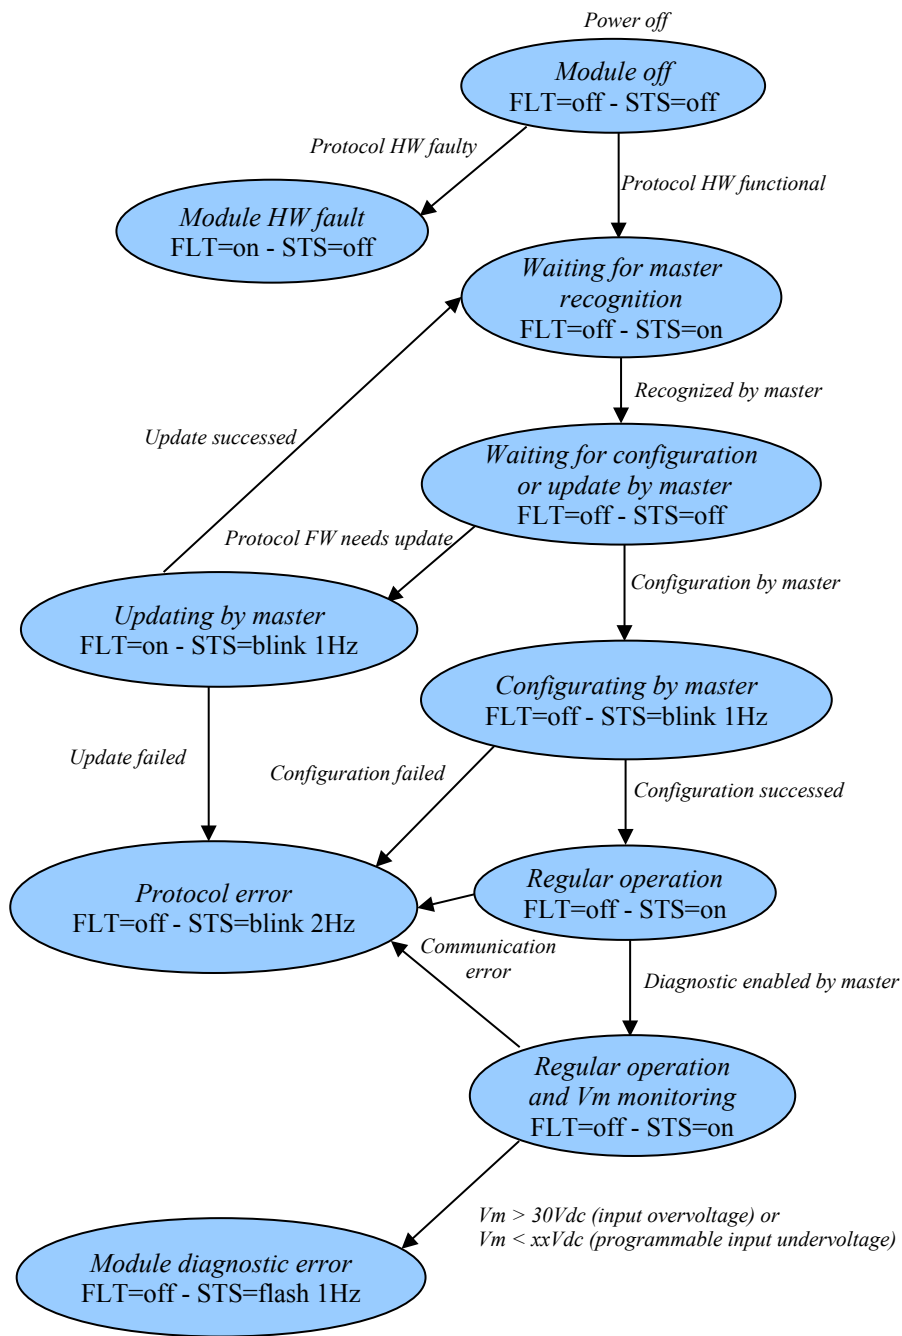 Power off
Module off
FLT=off - STS=off
Protocol HW faulty
Protocol HW functional
Module HW fault
FLT=on - STS=off
Waiting for master
recognition
FLT=off - STS=on
Recognized by master
Update successed
Waiting for configuration
or update by master
FLT=off - STS=off
Protocol FW needs update
Configuration by master
Updating by master
FLT=on - STS=blink 1Hz
Configurating by master
FLT=off - STS=blink 1Hz
Update failed
Configuration failed
Configuration successed
Protocol error
FLT=off - STS=blink 2Hz
Regular operation
FLT=off - STS=on
Communication
error
Diagnostic enabled by master
Regular operation
and Vm monitoring
FLT=off - STS=on
Vm > 30Vdc (input overvoltage) or
Vm < xxVdc (programmable input undervoltage)
Module diagnostic error
FLT=off - STS=flash 1Hz